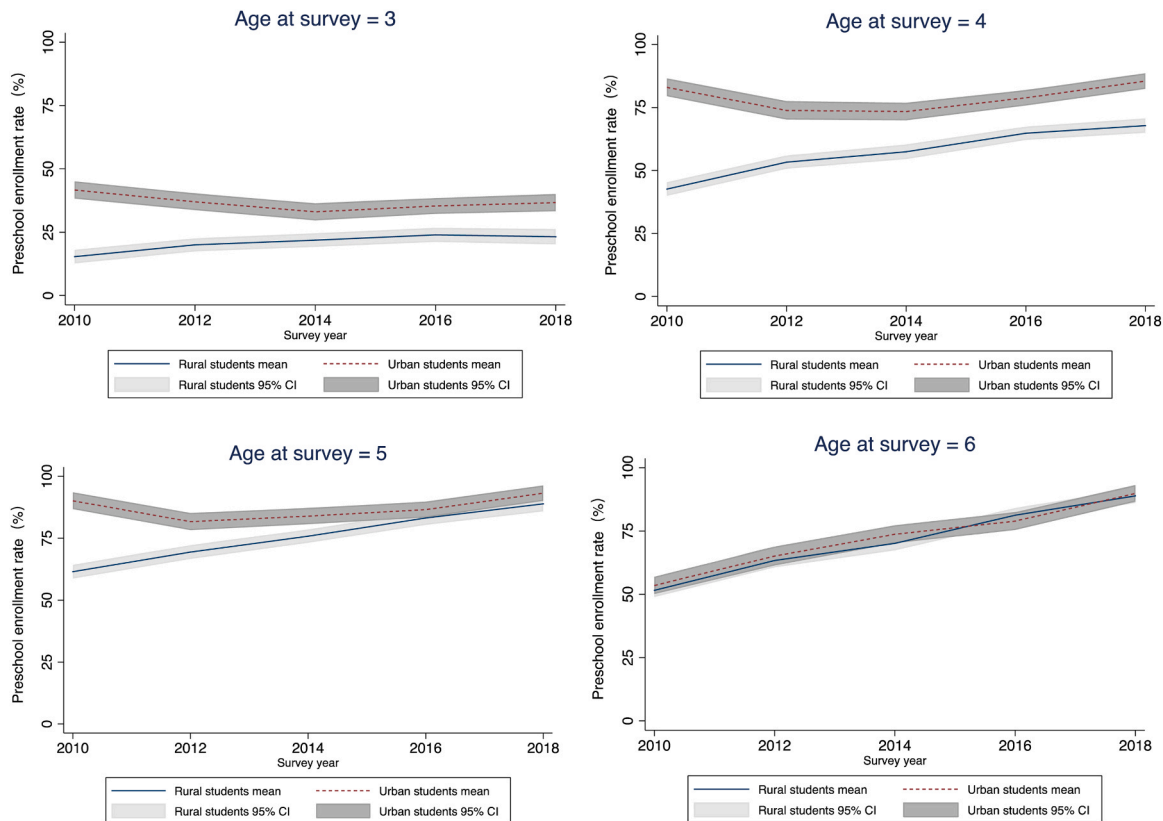 Age at survey = 3
Preschool enrollment rate (%)
100
75
50
25
0
2010 2012 2014 2016 2018
Survey year
Rural students mean Urban students mean
Rural students 95% CI Urban students 95% CI
Age at survey = 4
Preschool enrollment rate (%)
100
75
50
25
0
2010 2012 2014 2016 2018
Survey year
Rural students mean Urban students mean
Rural students 95% CI Urban students 95% CI
Age at survey = 5
Preschool enrollment rate (%)
100
75
50
25
0
2010 2012 2014 2016 2018
Survey year
Rural students mean Urban students mean
Rural students 95% CI Urban students 95% CI
Age at survey = 6
Preschool enrollment rate (%)
100
75
50
25
0
2010 2012 2014 2016 2018
Survey year
Rural students mean Urban students mean
Rural students 95% CI Urban students 95% CI